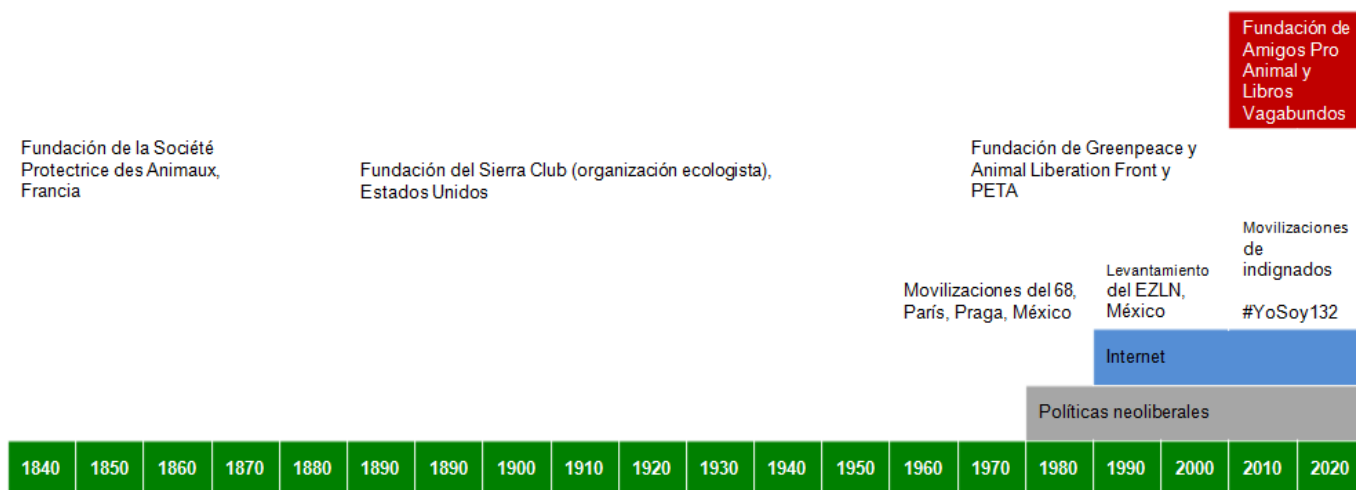 Fundación de
Amigos Pro
Animal y
Libros
Vagabundos
Fundación de la Société
Protectrice des Animaux,
Francia
Fundación del Sierra Club (organización ecologista),
Estados Unidos
Fundación de Greenpeace y
Animal Liberation Front y
PETA
Movilizaciones del 68,
París, Praga, México
Levantamiento
del EZLN,
México
Movilizaciones
de
indignados
#YoSoy132
Internet
Políticas neoliberales
1840 1850 1860 1870 1880 1890 1890 1900 1910 1920 1930 1940 1950 1960 1970 1980 1990 2000 2010 2020